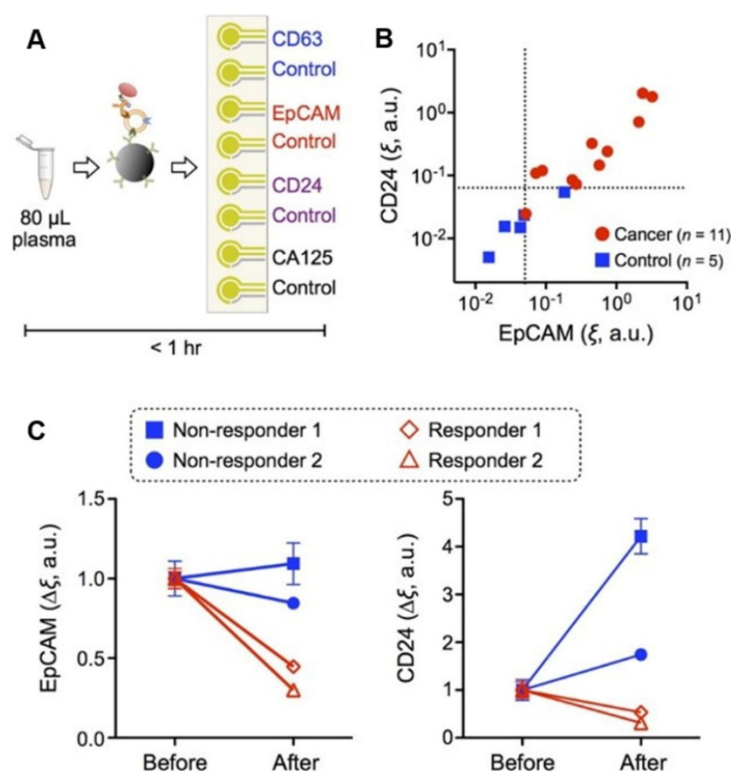 A
80 μL
plasma
CD63
Control
EpCAM
Control
CD24
Control
CA125
Control
< 1 hr
B
CD24 (ξ, a.u.)
10¹
10⁰
10⁻¹
10⁻²
Cancer (n = 11)
Control (n = 5)
10⁻² 10⁻¹ 10⁰ 10¹
EpCAM (ξ, a.u.)
C
Non-responder 1 Responder 1
Non-responder 2 Responder 2
EpCAM (Δξ, a.u.)
1.5
1.0
0.5
0.0
Before After
CD24 (Δξ, a.u.)
5
4
3
2
1
0
Before After